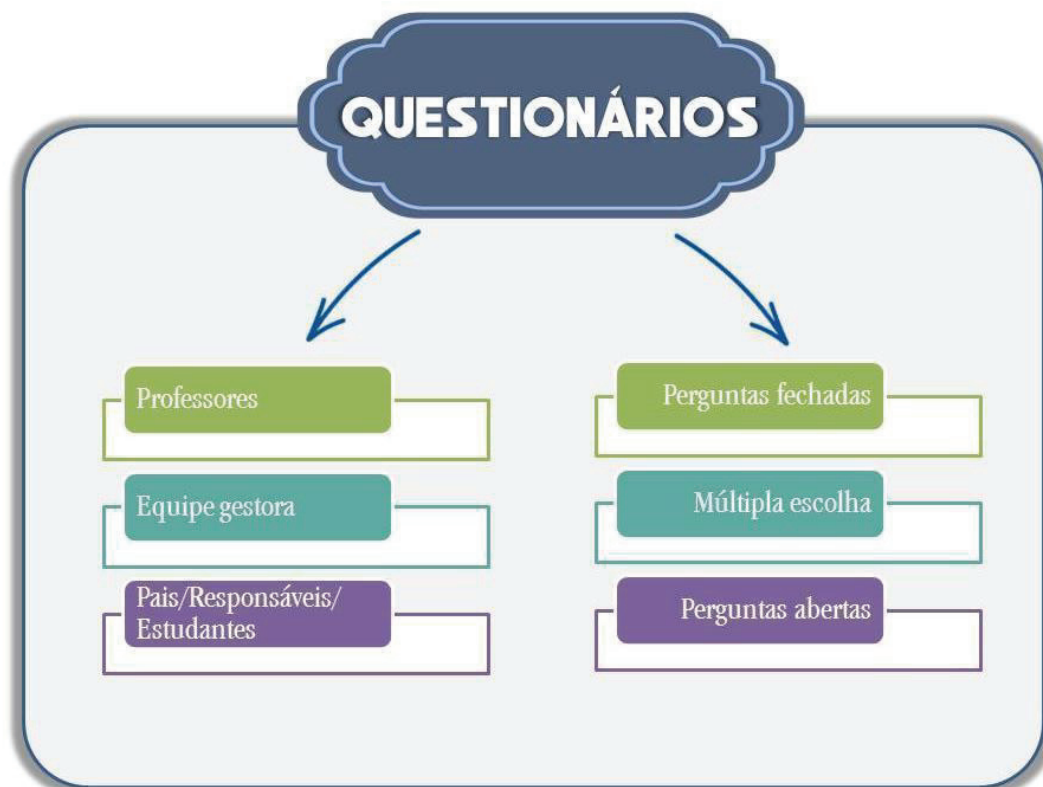 QUESTIONÁRIOS
Professores
Equipe gestora
Pais/Responsáveis/
Estudantes
Perguntas fechadas
Múltipla escolha
Perguntas abertas